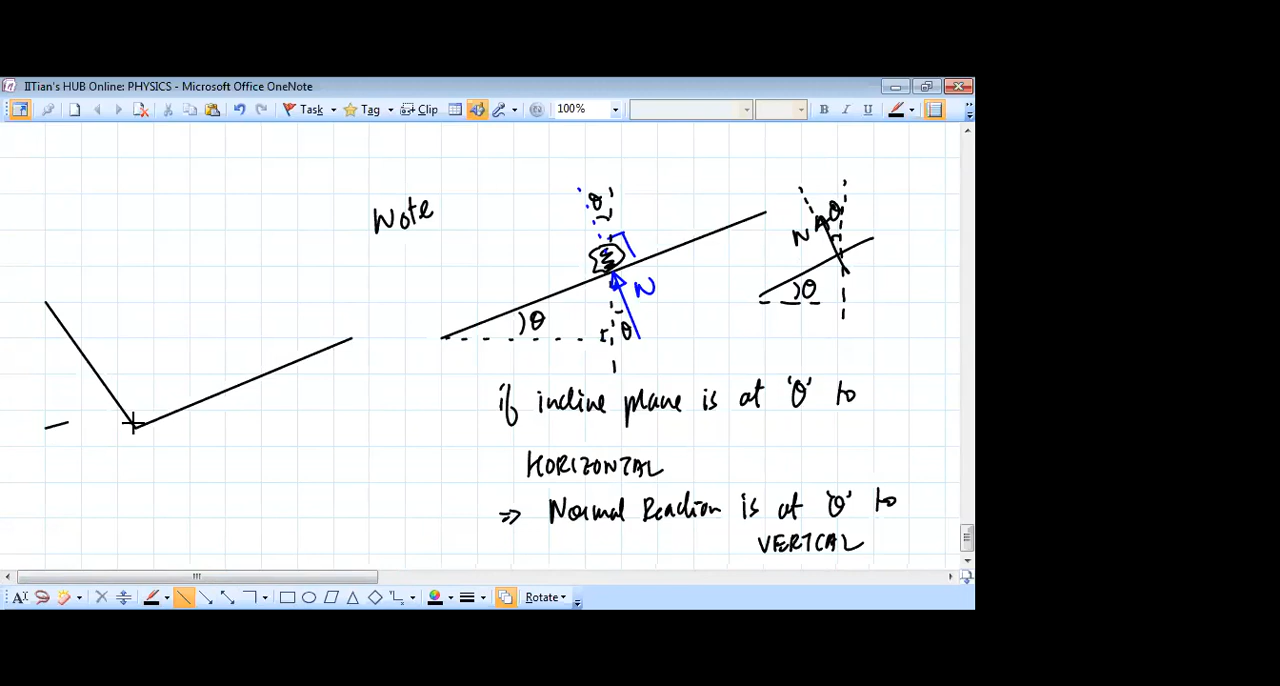 IITian's HUB Online: PHYSICS - Microsoft Office OneNote
Task Tag Clip 100% B I U
Note
θ
N
θ
θ
N θ
θ
if incline plane is at 'θ' to
HORIZONTAL
⇒ Normal Reaction is at 'θ' to
VERTICAL
Rotate